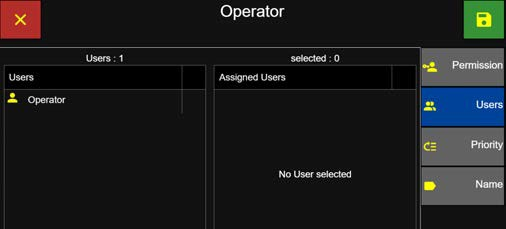 Operator
Users : 1
selected : 0
Users
Assigned Users
Operator
No User selected
Permission
Users
Priority
Name